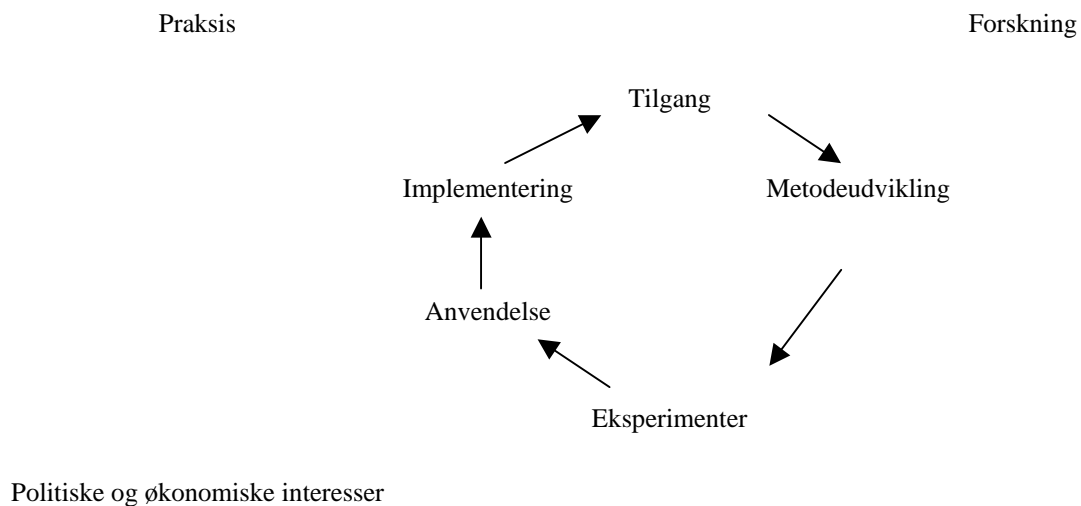 Praksis Forskning
Tilgang
Implementering Metodeudvikling
Anvendelse
Eksperimenter
Politiske og økonomiske interesser